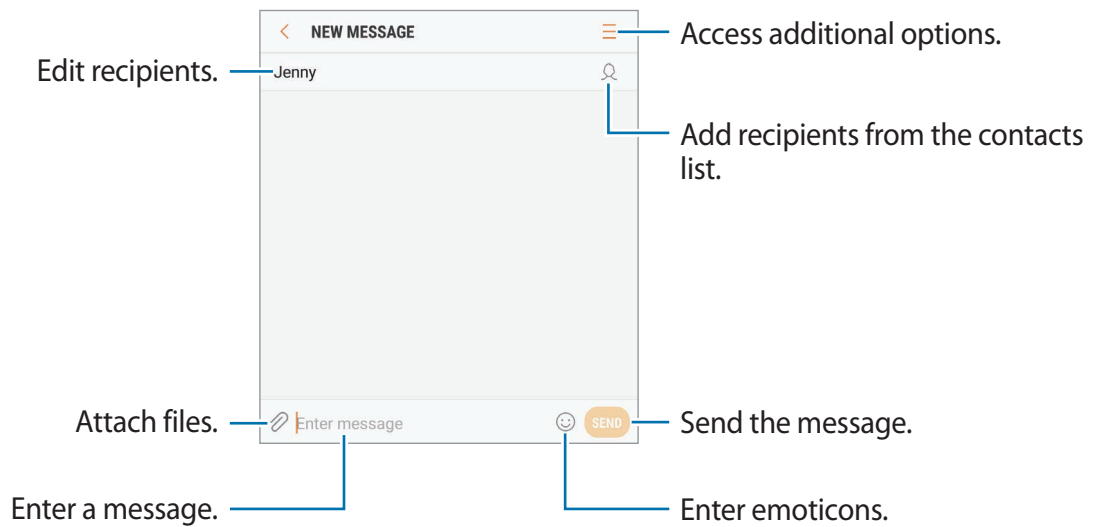 NEW MESSAGE
Access additional options.
Edit recipients.
Jenny
Add recipients from the contacts
list.
Attach files.
Enter message
SEND
Send the message.
Enter a message.
Enter emoticons.